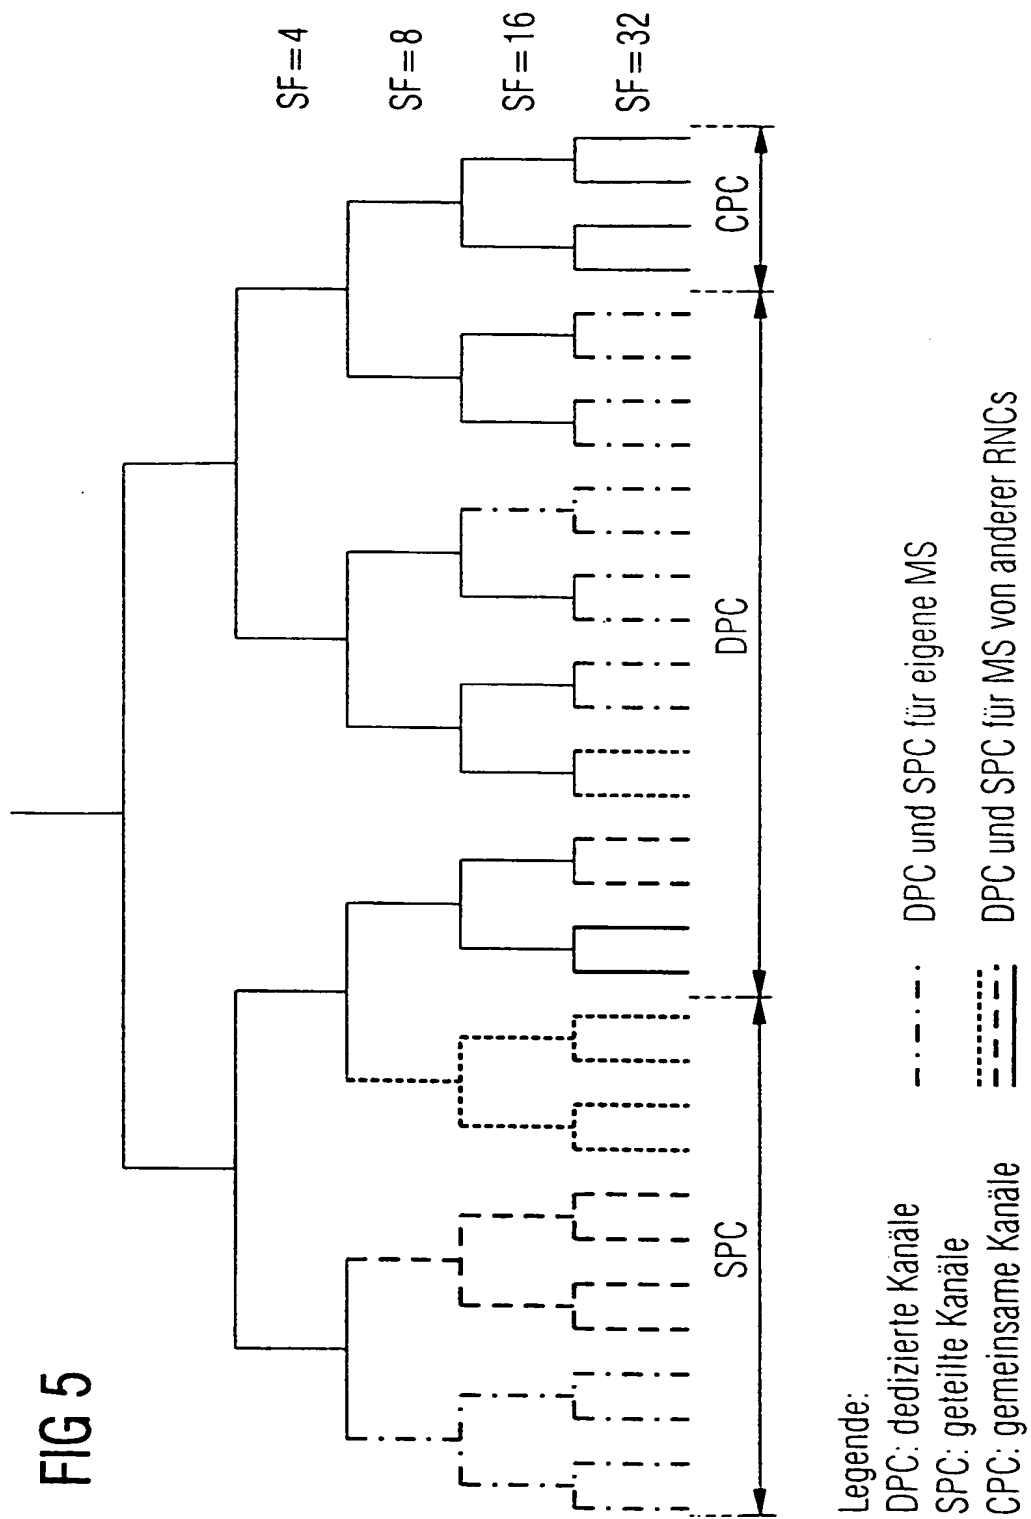 FIG 5
SF=4
SF=8
SF=16
SF=32
SPC
DPC
CPC
Legende:
DPC: dedizierte Kanäle
SPC: geteilte Kanäle
CPC: gemeinsame Kanäle
DPC und SPC für eigene MS
DPC und SPC für MS von anderer RNCs